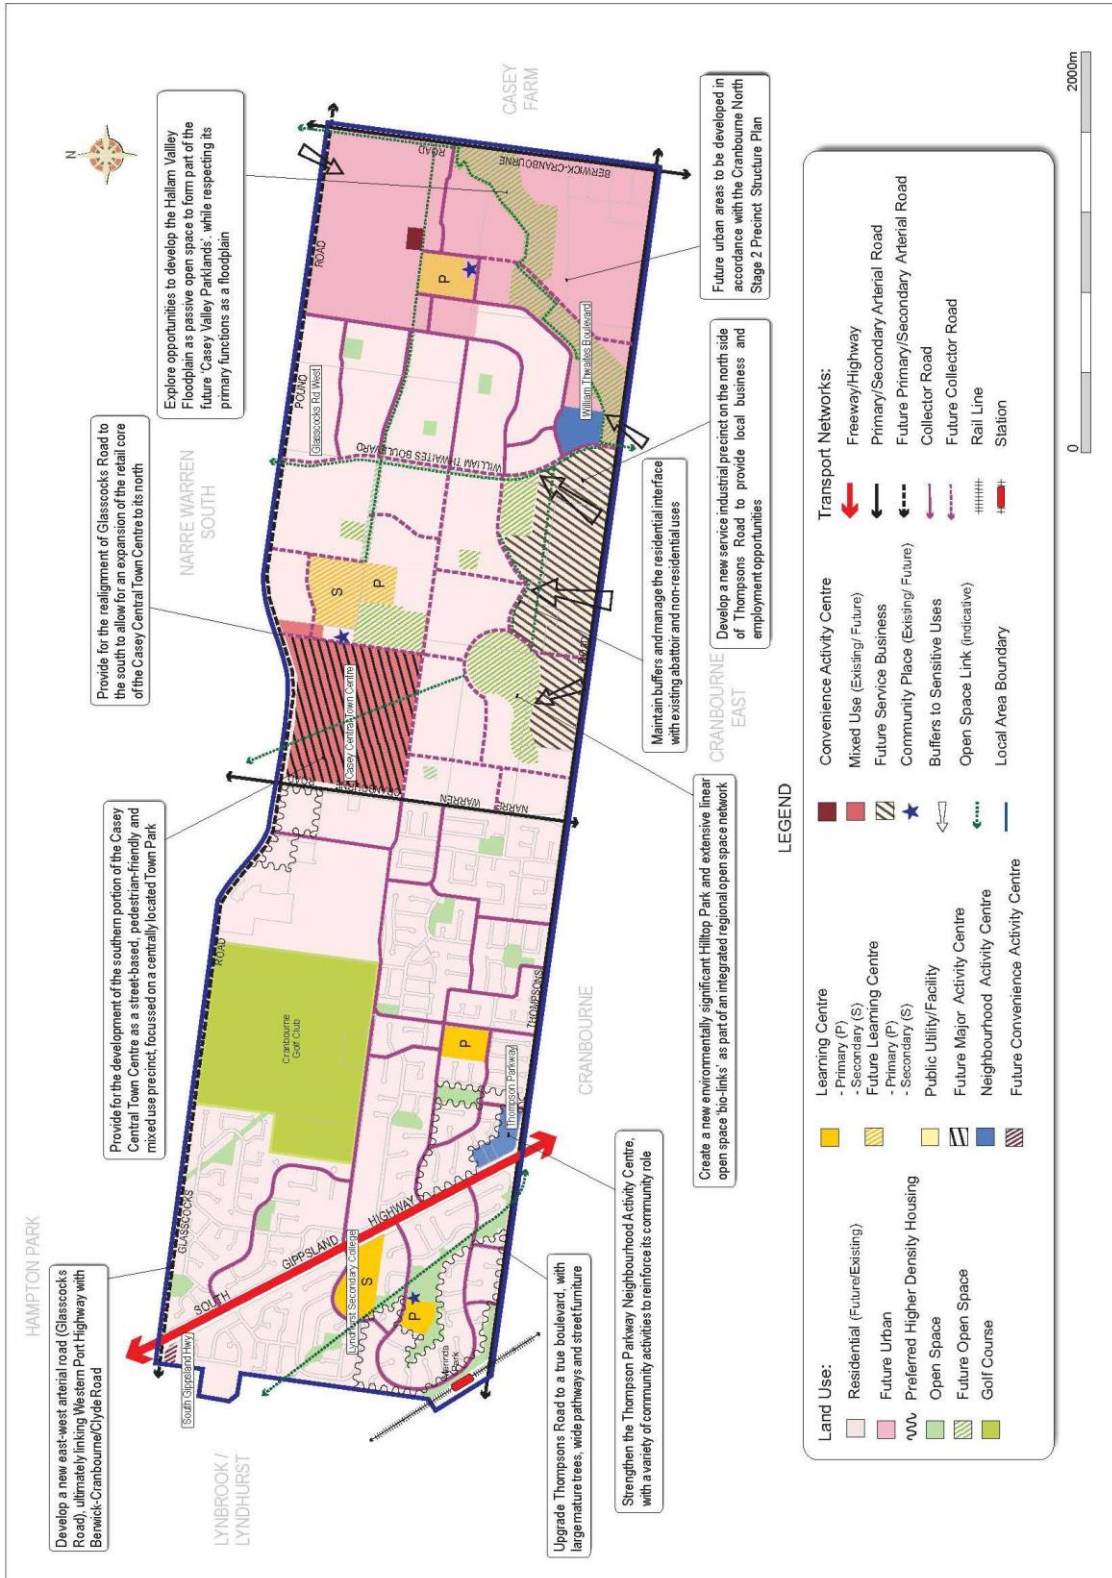 HAMPTON PARK
LYNBROOK /
LYNDHURST
NARRE WARREN
SOUTH
CASEY
FARM
CRANBOURNE
CRANBOURNE
EAST
N
Develop a new east-west arterial road (Glasscocks
Road), ultimately linking Western Port Highway with
Berwick-Cranbourne/Clyde Road
Provide for the development of the southern portion of the Casey
Central Town Centre as a street-based, pedestrian-friendly and
mixed use precinct, focussed on a centrally located Town Park
Provide for the realignment of Glasscocks Road to
the south to allow for an expansion of the retail core
of the Casey Central Town Centre to its north
Explore opportunities to develop the Hallam Vallley
Floodplain as passive open space to form part of the
future 'Casey Valley Parklands', while respecting its
primary functions as a floodplain
GLASSCOCKS
ROAD
ROAD
POUND
ROAD
South Gippsland Hwy
SOUTH
GIPPSLAND
HIGHWAY
Cranbourne
Golf Club
Lyndhurst Secondary College
S
P
Merinda
Park
P
Thompson Parkway
THOMPSONS
NARRE
WARREN
CRANBOURNE
Casey Central Town Centre
S
P
Glasscocks Rd West
WILLIAM THWAITES BOULEVARD
P
William Thwaites Boulevard
ROAD
BERWICK-CRANBOURNE
ROAD
Upgrade Thompsons Road to a true boulevard, with
large mature trees, wide pathways and street furniture
Strengthen the Thompson Parkway Neighbourhood Activity Centre,
with a variety of community activities to reinforce its community role
Create a new environmentally significant Hilltop Park and extensive linear
open space 'bio-links' as part of an integrated regional open space network
Maintain buffers and manage the residential interface
with existing abattoir and non-residential uses
Develop a new service industrial precinct on the north side
of Thompsons Road to provide local business and
employment opportunities
Future urban areas to be developed in
accordance with the Cranbourne North
Stage 2 Precinct Structure Plan
LEGEND
Land Use:
Residential (Future/Existing)
Future Urban
Preferred Higher Density Housing
Open Space
Future Open Space
Golf Course
Learning Centre
- Primary (P)
- Secondary (S)
Future Learning Centre
- Primary (P)
- Secondary (S)
Public Utility/Facility
Future Major Activity Centre
Neighbourhood Activity Centre
Future Convenience Activity Centre
Convenience Activity Centre
Mixed Use (Existing/ Future)
Future Service Business
Community Place (Existing/ Future)
Buffers to Sensitive Uses
Open Space Link (indicative)
Local Area Boundary
Transport Networks:
Freeway/Highway
Primary/Secondary Arterial Road
Future Primary/Secondary Arterial Road
Collector Road
Future Collector Road
Rail Line
Station
0
2000m